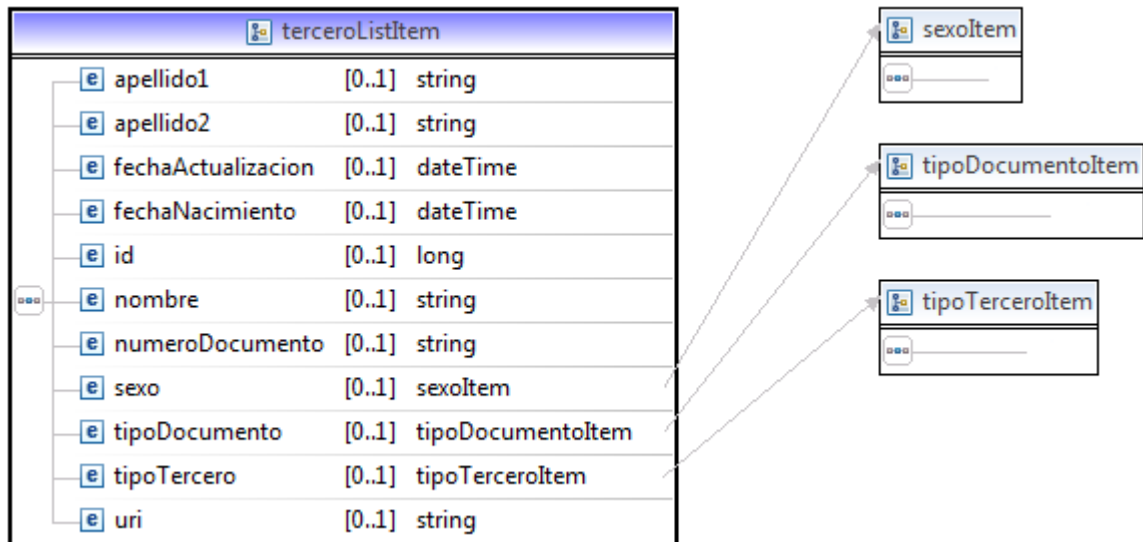 terceroListItem
e apellido1 [0..1] string
e apellido2 [0..1] string
e fechaActualizacion [0..1] dateTime
e fechaNacimiento [0..1] dateTime
e id [0..1] long
e nombre [0..1] string
e numeroDocumento [0..1] string
e sexo [0..1] sexoItem
e tipoDocumento [0..1] tipoDocumentoItem
e tipoTercero [0..1] tipoTerceroItem
e uri [0..1] string
sexoItem
tipoDocumentoItem
tipoTerceroItem